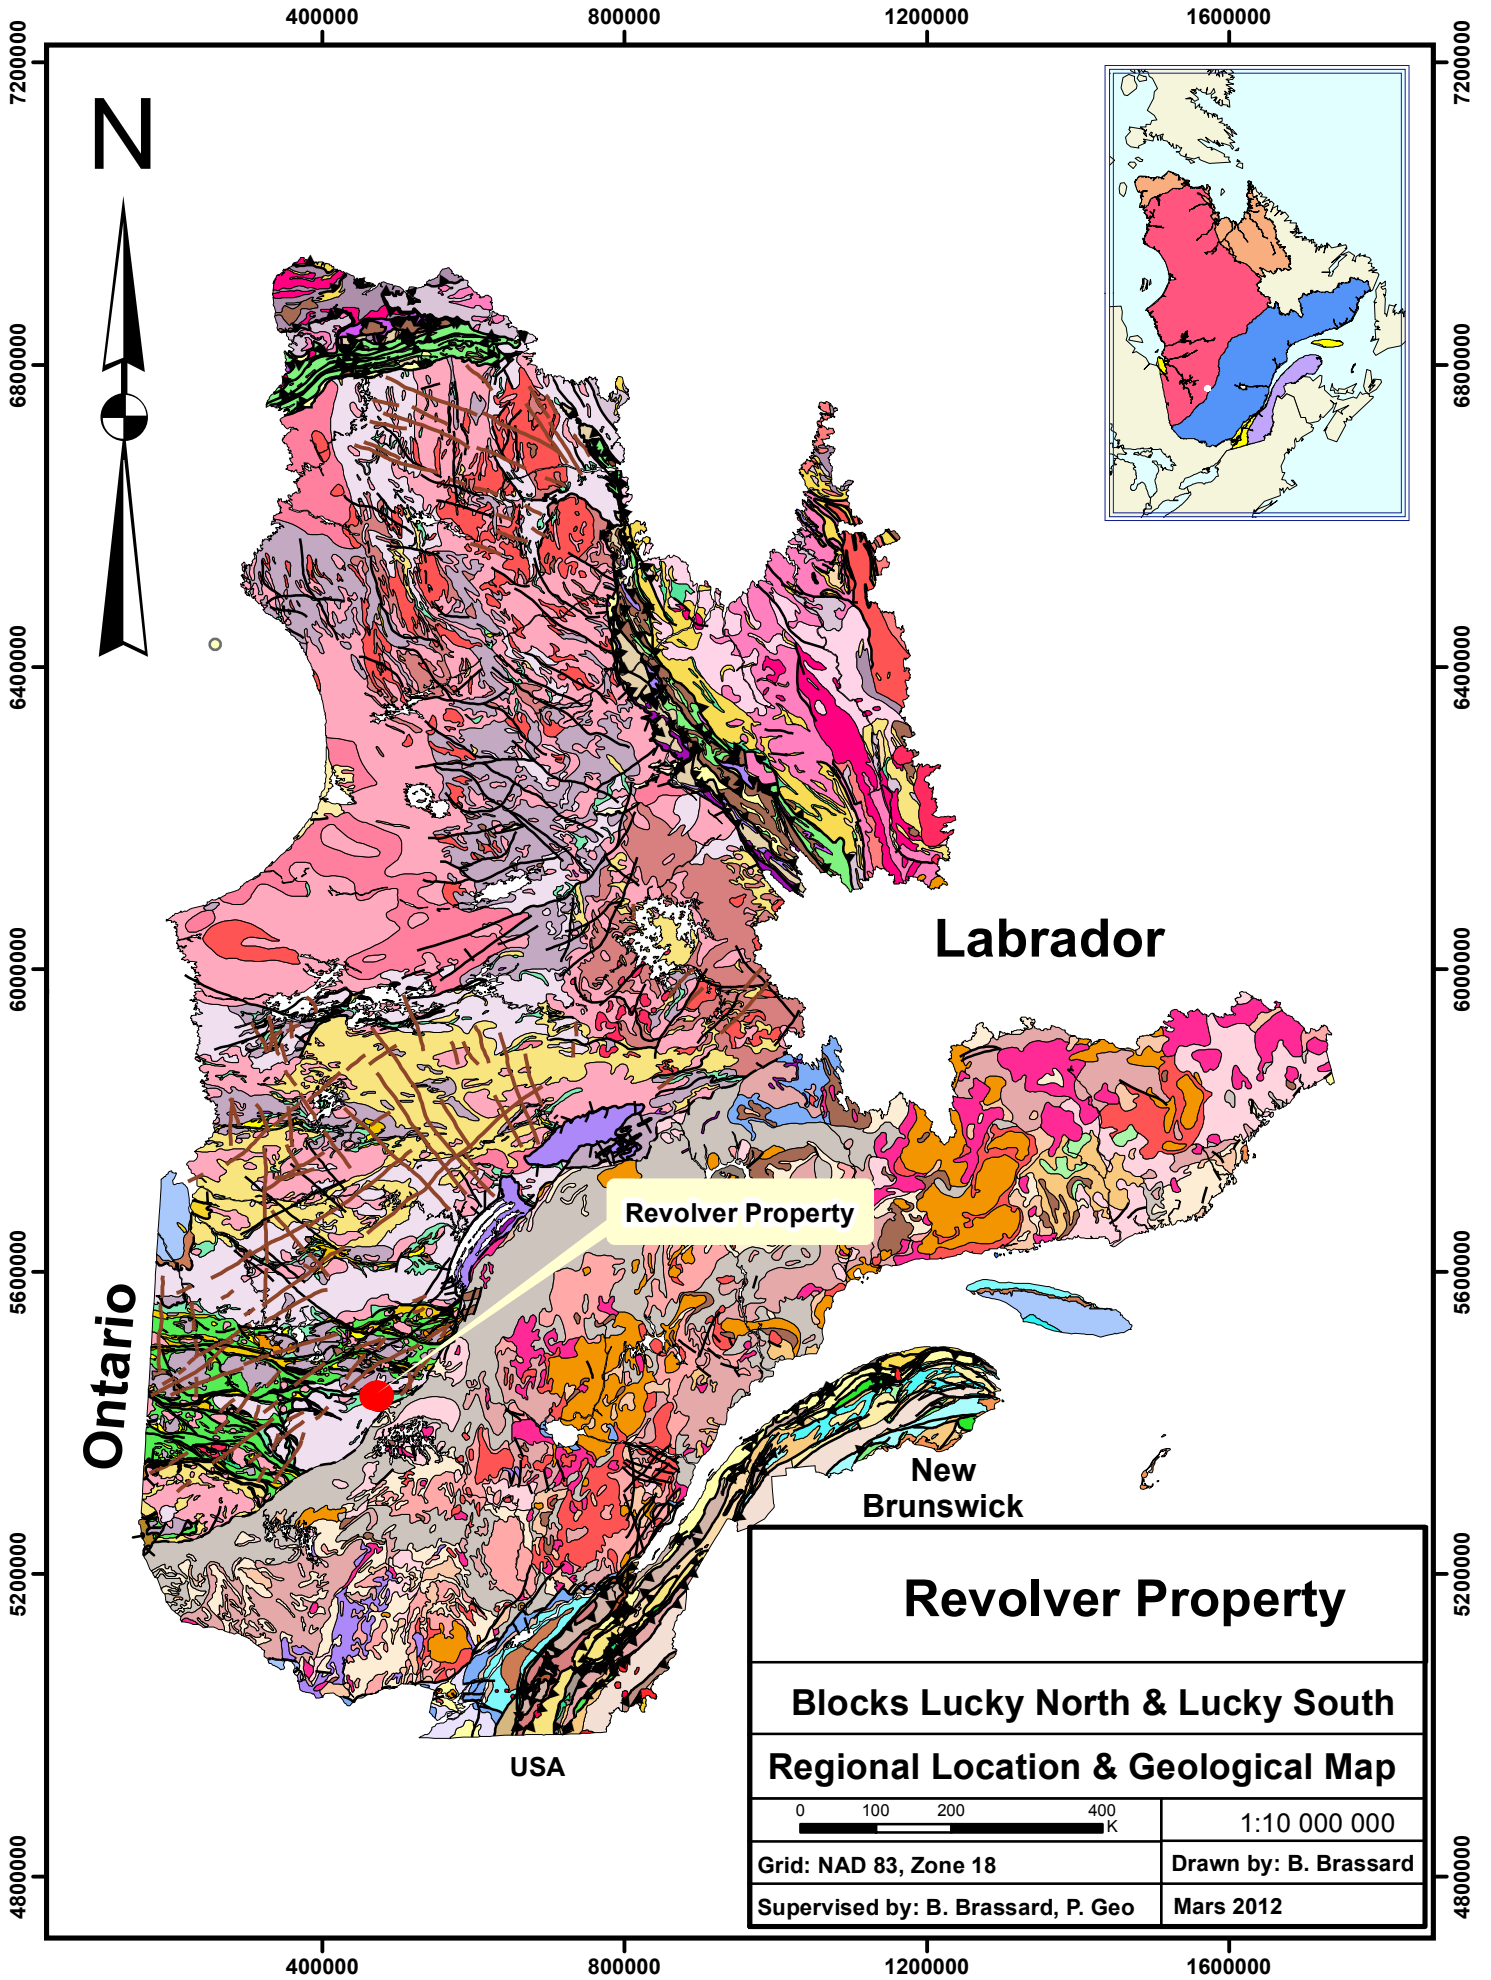 400000 800000 1200000 1600000
7200000 7200000
N
6800000 6800000
6400000 6400000
Labrador
6000000 6000000
Revolver Property
5600000 5600000
Ontario
New
Brunswick
5200000 5200000
Revolver Property
Blocks Lucky North & Lucky South
USA
Regional Location & Geological Map
0 100 200 400
K
1:10 000 000
4800000 4800000
Grid: NAD 83, Zone 18
Drawn by: B. Brassard
Supervised by: B. Brassard, P. Geo
Mars 2012
400000 800000 1200000 1600000